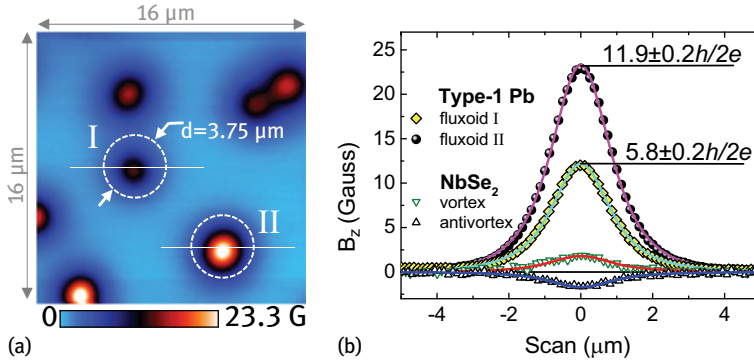 16 µm
16 µm
I
d=3.75 µm
II
0
23.3 G
(a)
25
20
15
10
5
0
B_z (Gauss)
11.9±0.2h/2e
Type-1 Pb
fluxoid I
fluxoid II
5.8±0.2h/2e
NbSe₂
vortex
antivortex
-4 -2 0 2 4
Scan (µm)
(b)